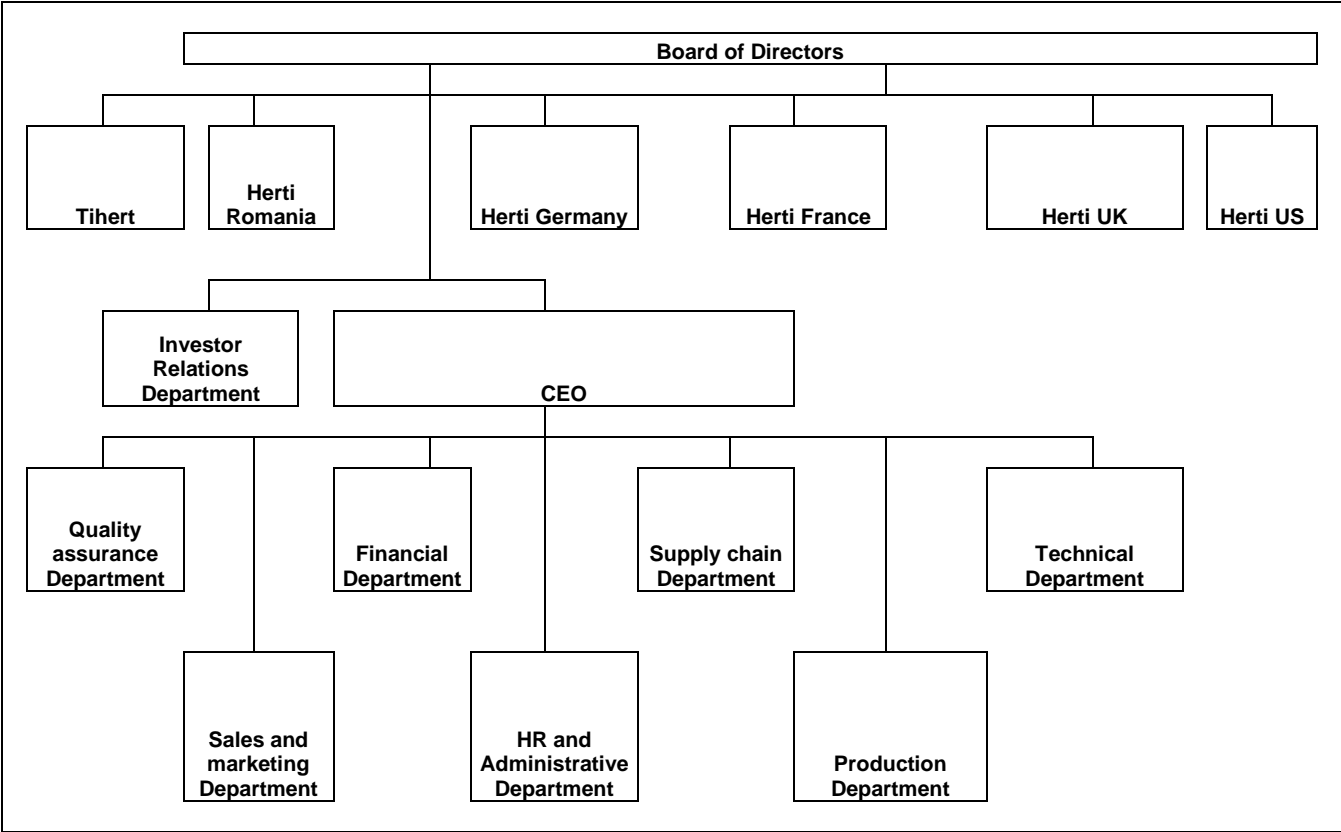 Board of Directors
Tihert
Herti
Romania
Herti Germany
Herti France
Herti UK
Herti US
Investor
Relations
Department
CEO
Quality
assurance
Department
Financial
Department
Supply chain
Department
Technical
Department
Sales and
marketing
Department
HR and
Administrative
Department
Production
Department